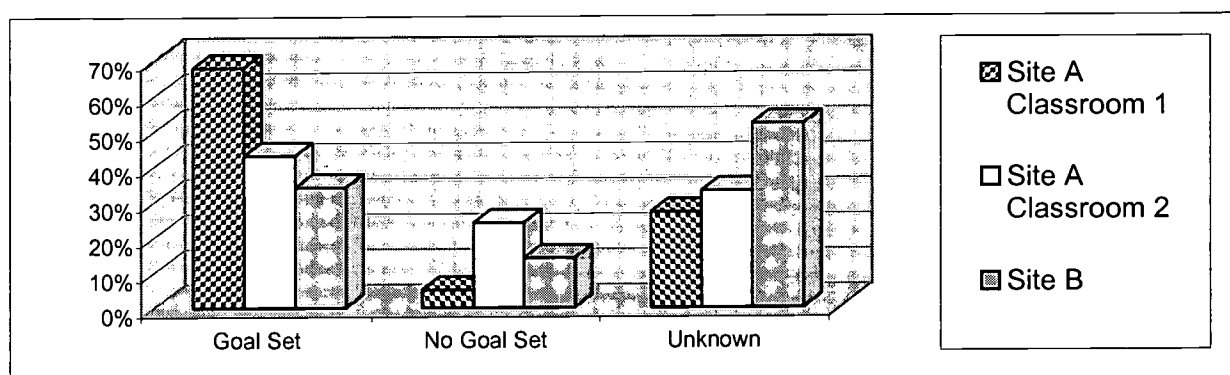 70%
60%
50%
40%
30%
20%
10%
0%
Goal Set
No Goal Set
Unknown
Site A
Classroom 1
Site A
Classroom 2
Site B